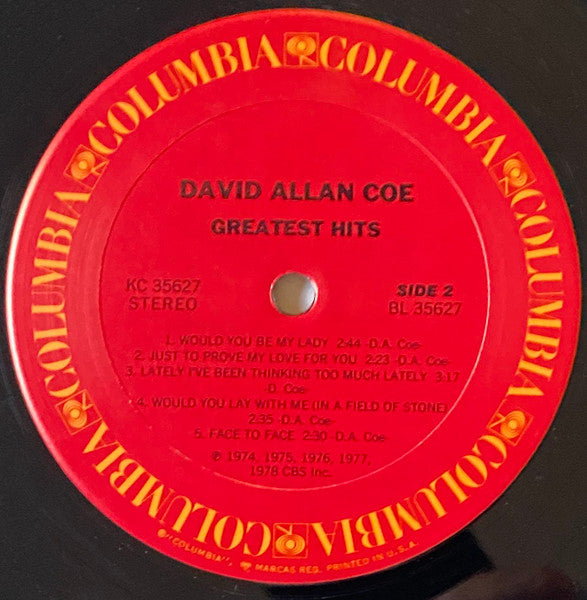 COLUMBIA COLUMBIA COLUMBIA COLUMBIA COLUMBIA COLUMBIA
DAVID ALLAN COE
GREATEST HITS
KC 35627 SIDE 2
STEREO BL 35627
1. WOULD YOU BE MY LADY 2:44 -D.A. Coe-
2. JUST TO PROVE MY LOVE FOR YOU 2:23 -D.A. Coe-
3. LATELY I'VE BEEN THINKING TOO MUCH LATELY 3:17
-D. Coe-
4. WOULD YOU LAY WITH ME (IN A FIELD OF STONE)
2:35 -D.A. Coe-
5. FACE TO FACE 2:30 -D.A. Coe-
℗ 1974, 1975, 1976, 1977,
1978 CBS Inc.
®"COLUMBIA", MARCAS REG. PRINTED IN U.S.A.